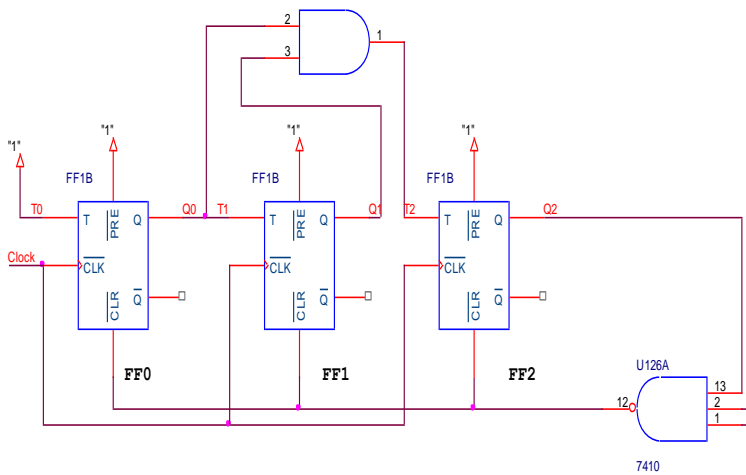 2
1
3
"1"
"1"
"1"
"1"
FF1B
FF1B
FF1B
T0
T
PRE
Q
Q0
T1
T
PRE
Q
Q1
T2
T
PRE
Q
Q2
Clock
CLK
CLK
CLK
CLR
Q
CLR
Q
CLR
Q
FF0
FF1
FF2
U126A
13
12
2
1
7410